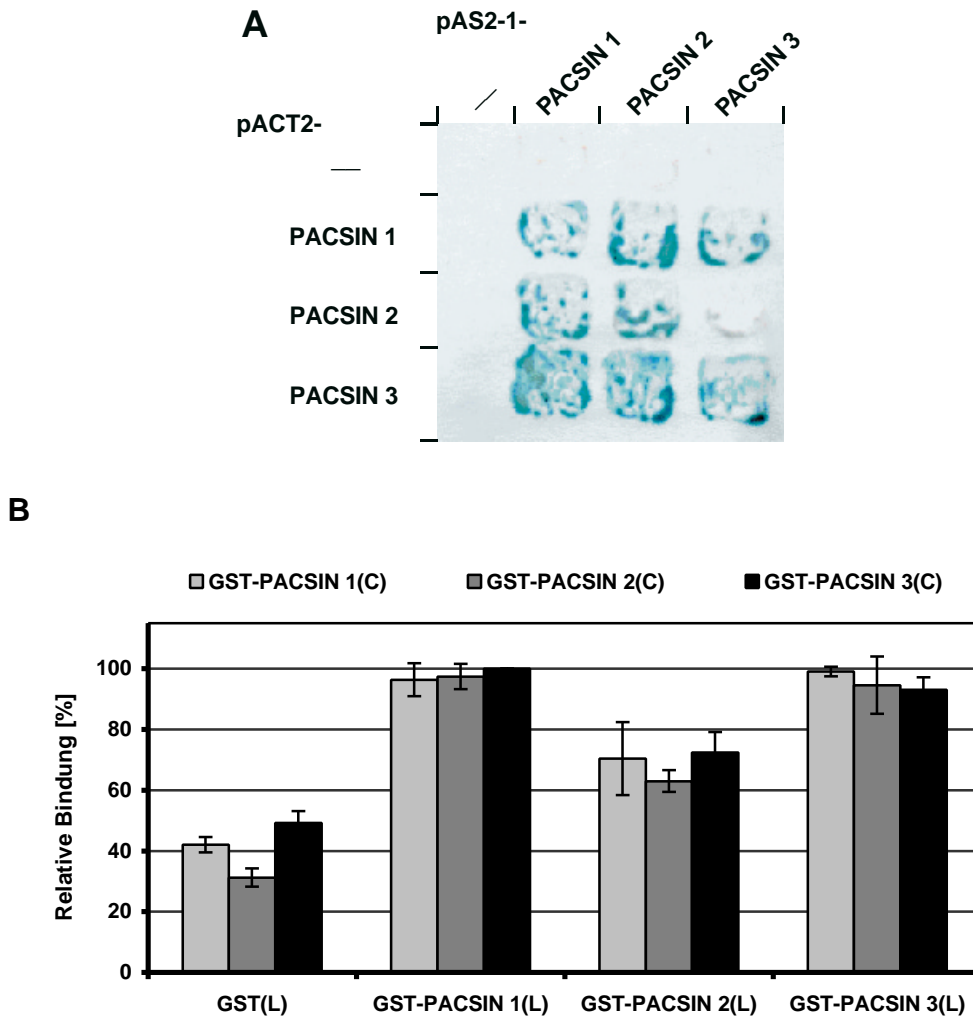 A
pAS2-1-
PACSIN 1
PACSIN 2
PACSIN 3
pACT2-
PACSIN 1
PACSIN 2
PACSIN 3
B
GST-PACSIN 1(C) GST-PACSIN 2(C) GST-PACSIN 3(C)
Relative Bindung [%]
100
80
60
40
20
0
GST(L) GST-PACSIN 1(L) GST-PACSIN 2(L) GST-PACSIN 3(L)